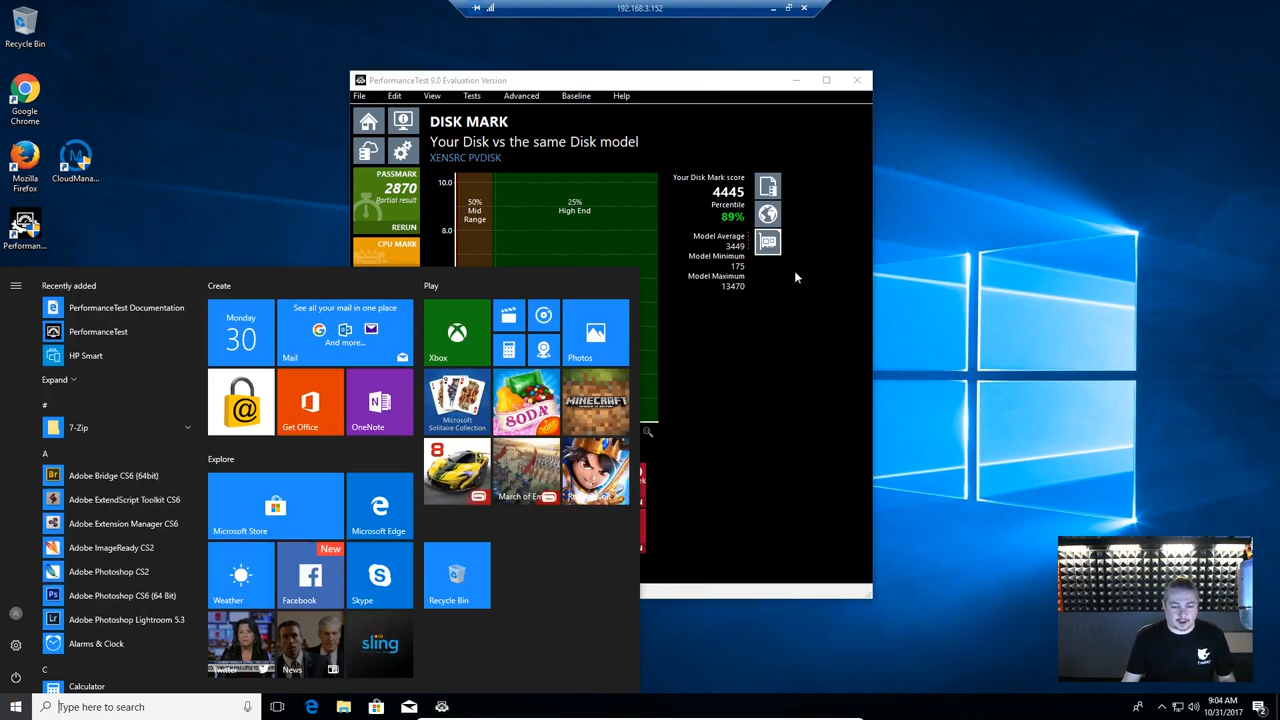 192.168.3.152
Recycle Bin
Google Chrome
Mozilla Firefox
CloudMana...
Performan...
PerformanceTest 9.0 Evaluation Version
File Edit View Tests Advanced Baseline Help
DISK MARK
Your Disk vs the same Disk model
XENSRC PVDISK
PASSMARK
2870
Partial result
RERUN
CPU MARK
10.0
8.0
50%
Mid
Range
25%
High End
Your Disk Mark score
4445
Percentile
89%
Model Average
3449
Model Minimum
175
Model Maximum
13470
Recently added
PerformanceTest Documentation
PerformanceTest
HP Smart
Expand
#
7-Zip
A
Adobe Bridge CS6 (64bit)
Adobe ExtendScript Toolkit CS6
Adobe Extension Manager CS6
Adobe ImageReady CS2
Adobe Photoshop CS2
Adobe Photoshop CS6 (64 Bit)
Adobe Photoshop Lightroom 5.3
Alarms & Clock
C
Calculator
Create
Monday
30
See all your mail in one place
And more...
Mail
Get Office
OneNote
Explore
Microsoft Store
Microsoft Edge
Weather
New
Facebook
Skype
Twitter
News
sling
Play
Xbox
Photos
Microsoft
Solitaire Collection
SODA
MINECRAFT
8
March of Em
Recycle Bin
Type here to search
9:04 AM
10/31/2017
2